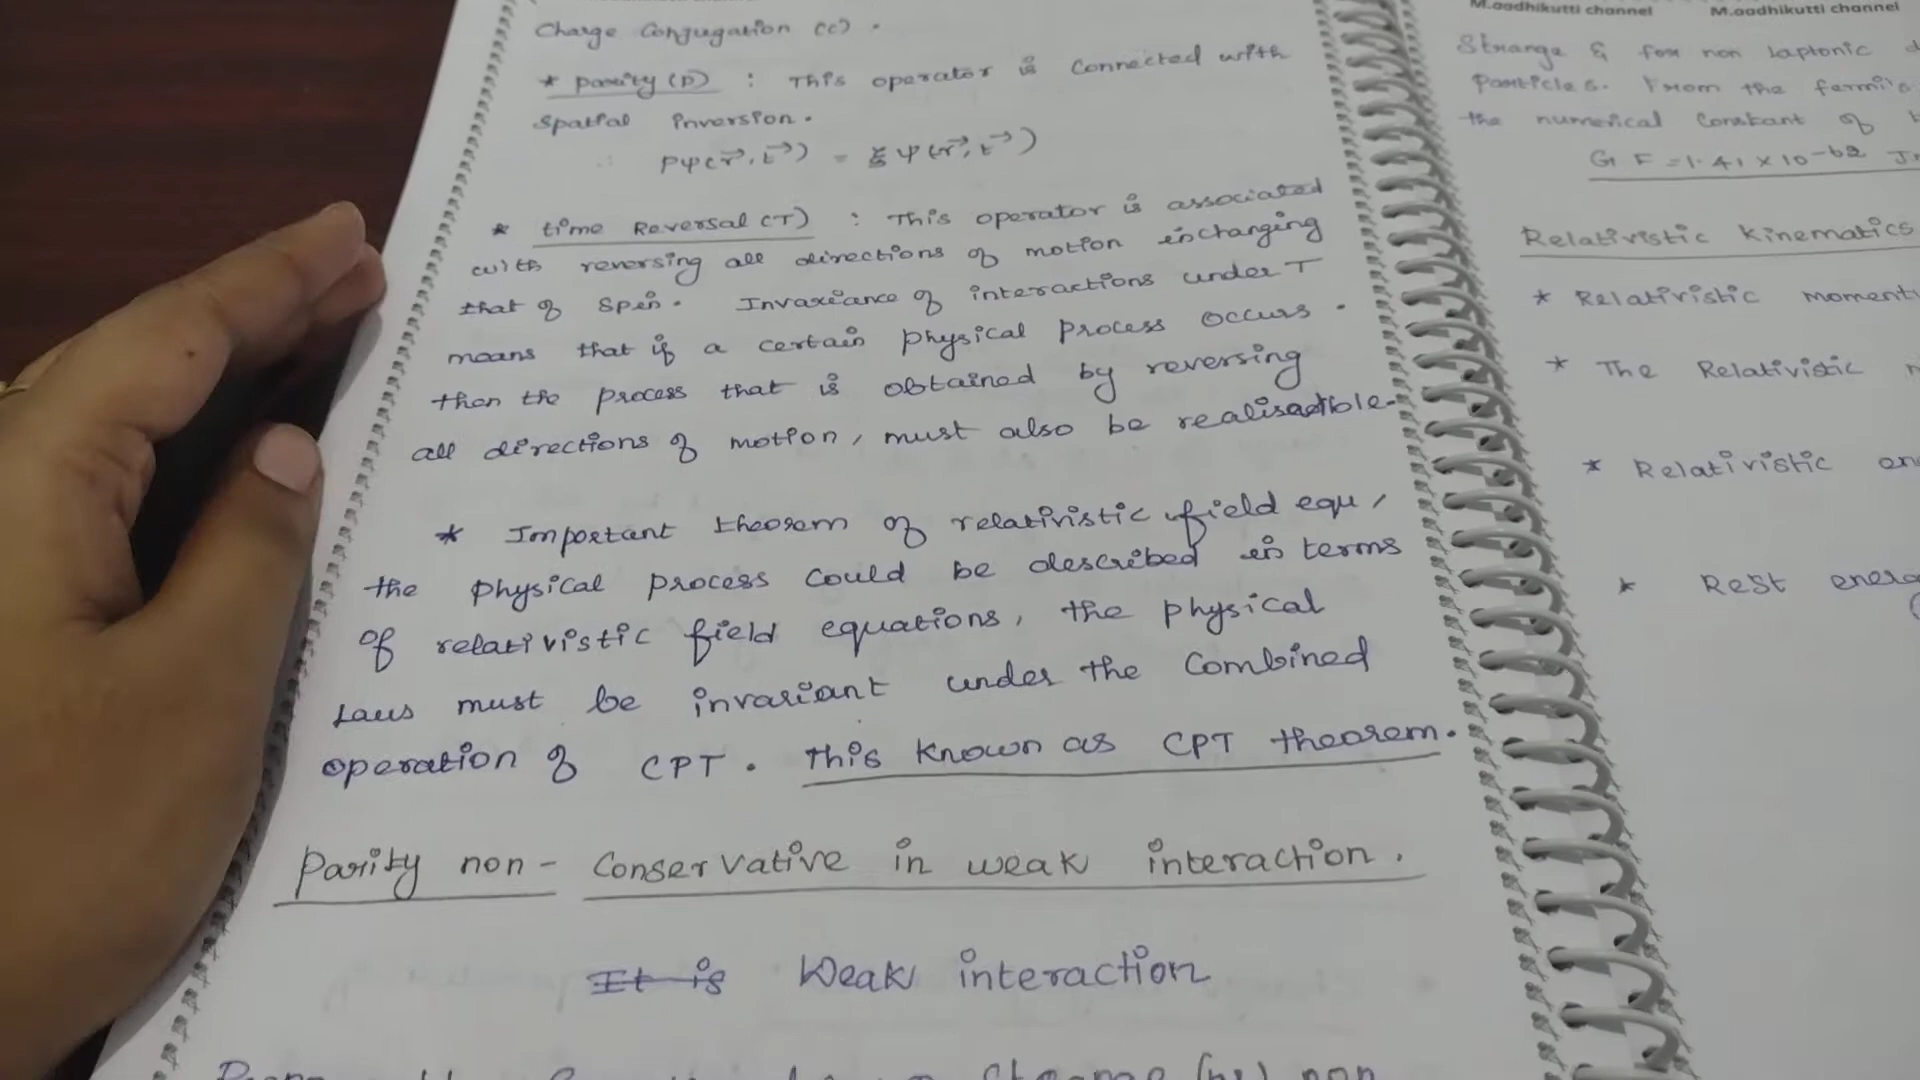 Charge Conjugation (C) .
* parity (P) : This operator is connected with
spatial inversion .
Pψ(r⃗, t⃗) = ξψ(r⃗, t⃗)
* time Reversal (T) : This operator is associated
with reversing all directions of motion inchanging
that of spin . Invariance of interactions under T
means that if a certain physical process occurs .
then the process that is obtained by reversing
all directions of motion, must also be
* Important theorem of relativistic field equ,
the physical process could be described in terms
of relativistic field equations, the physical
Laws must be invariant under the combined
operation of CPT . This known as CPT theorem.
Parity non - Conservative in weak interaction .
It is Weak interaction
M.aadhikutti channel M.aadhikutti channel
Strange & for non Laptonic
Particles. From the fermi's
the numerical constant of
G F = 1.41 x 10-62
Relativistic Kinematics
* Relativistic
* The Relativistic
* Relativistic
* Rest